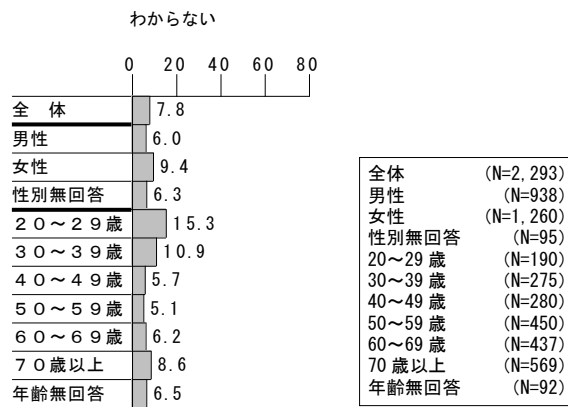 わからない
0 20 40 60 80
全　体 7.8
男性 6.0
女性 9.4
性別無回答 6.3
２０～２９歳 15.3
３０～３９歳 10.9
４０～４９歳 5.7
５０～５９歳 5.1
６０～６９歳 6.2
７０歳以上 8.6
年齢無回答 6.5
全体 (N=2,293)
男性 (N=938)
女性 (N=1,260)
性別無回答 (N=95)
20～29 歳 (N=190)
30～39 歳 (N=275)
40～49 歳 (N=280)
50～59 歳 (N=450)
60～69 歳 (N=437)
70 歳以上 (N=569)
年齢無回答 (N=92)